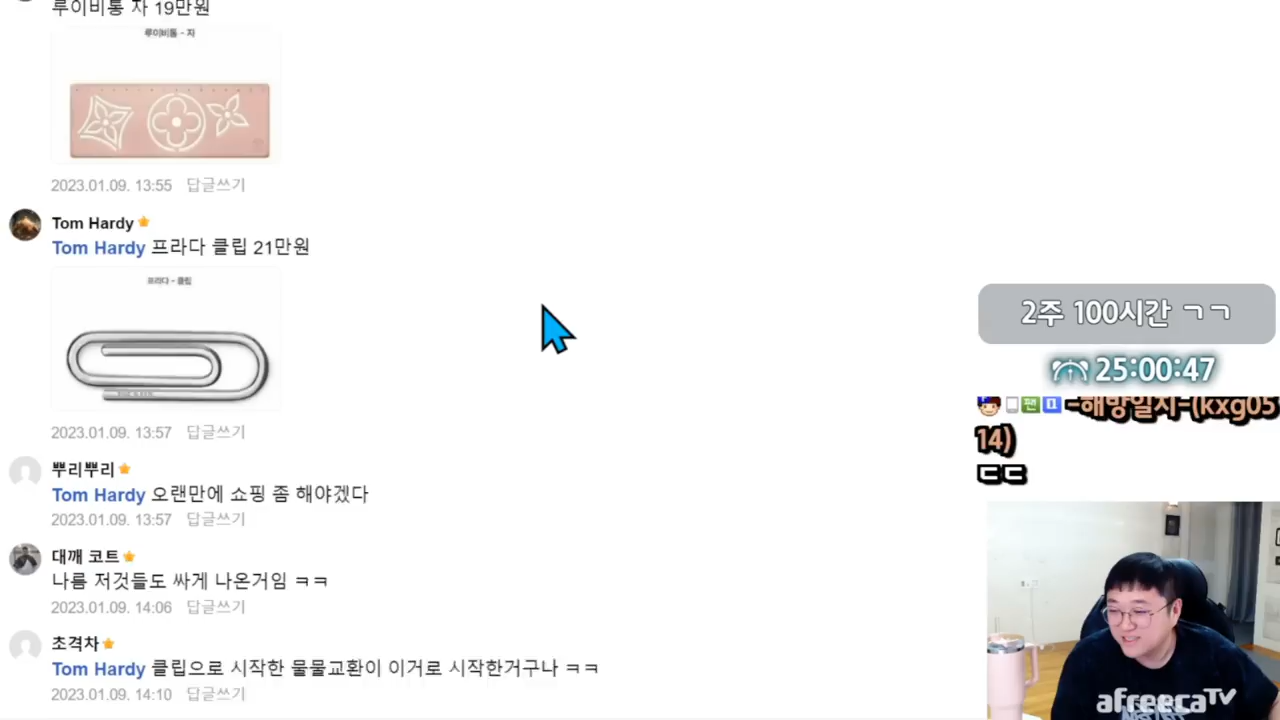 루이비통 자 19만원
루이비통 - 자
2023.01.09. 13:55 답글쓰기
Tom Hardy
Tom Hardy 프라다 클립 21만원
프라다 - 클립
2023.01.09. 13:57 답글쓰기
뿌리뿌리
Tom Hardy 오랜만에 쇼핑 좀 해야겠다
2023.01.09. 13:57 답글쓰기
대깨 코트
나름 저것들도 싸게 나온거임 ㅋㅋ
2023.01.09. 14:06 답글쓰기
초격차
Tom Hardy 클립으로 시작한 물물교환이 이거로 시작한거구나 ㅋㅋ
2023.01.09. 14:10 답글쓰기
2주 100시간 ㄱㄱ
25:00:47
팬 -해방일지-(kxg05
14)
ㄷㄷ
afreecaTV